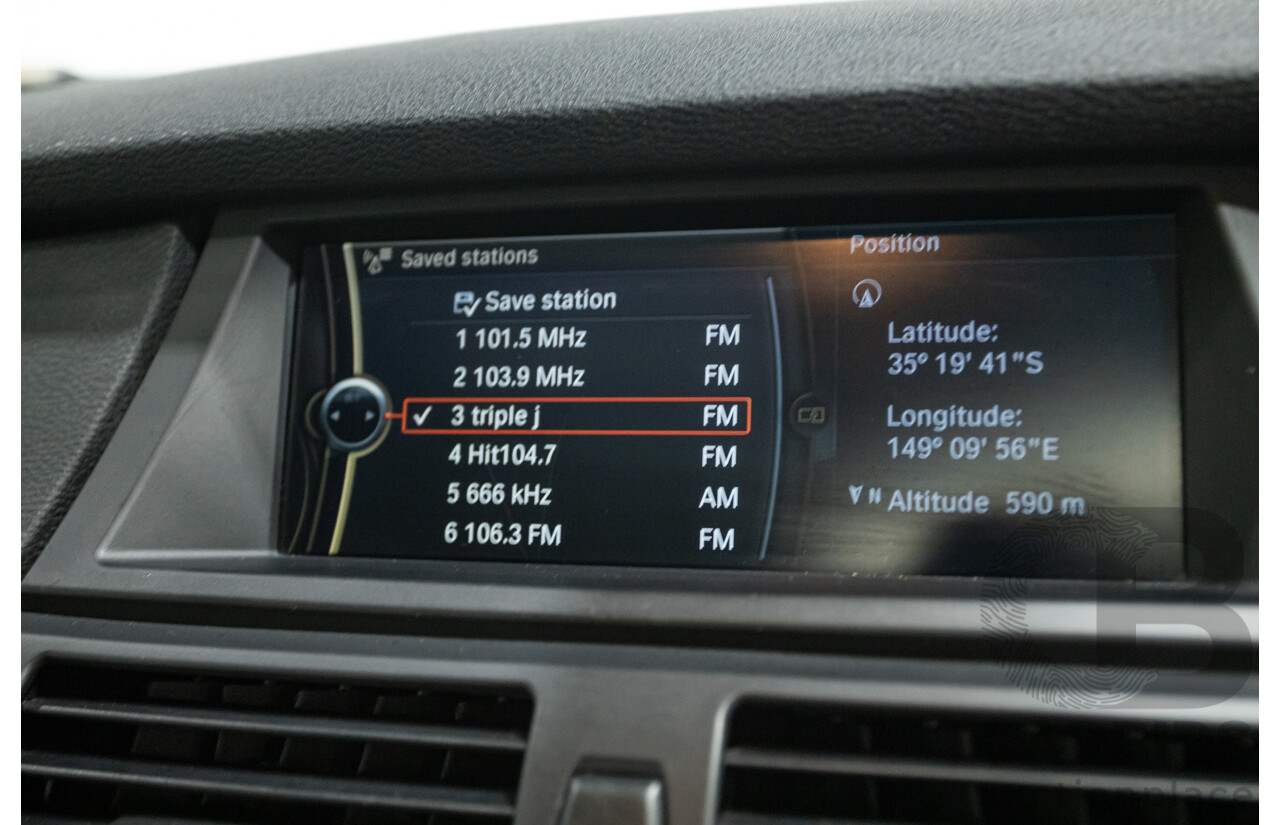 Saved stations
Save station
1 101.5 MHz FM
2 103.9 MHz FM
✓ 3 triple j FM
4 Hit104.7 FM
5 666 kHz AM
6 106.3 FM FM
Position
Latitude:
35° 19' 41"S
Longitude:
149° 09' 56"E
N Altitude 590 m
B